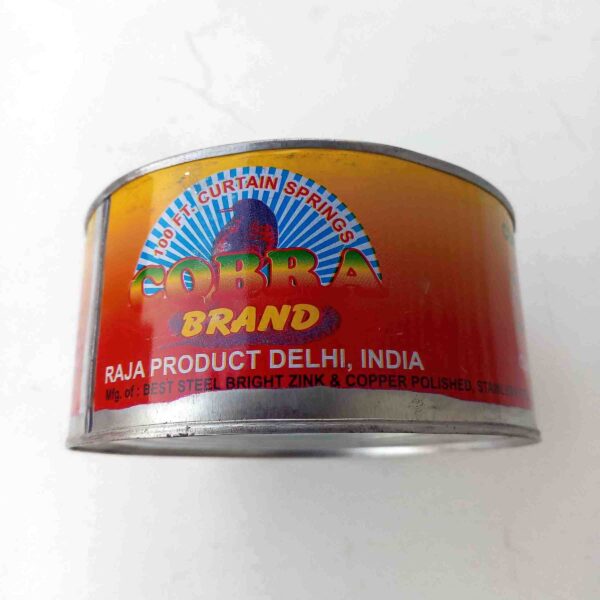 100 FT. CURTAIN SPRINGS
COBRA
BRAND
RAJA PRODUCT DELHI, INDIA
Mfg. of : BEST STEEL BRIGHT ZINK & COPPER POLISHED,